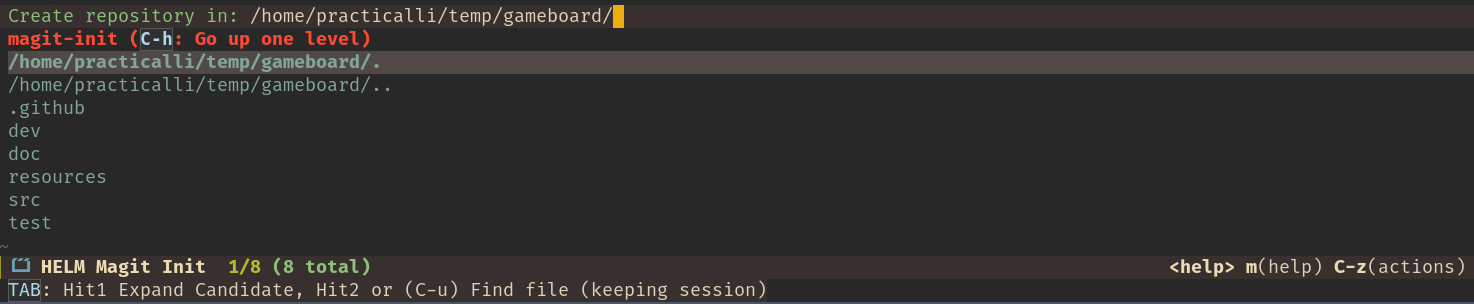 Create repository in: /home/practicalli/temp/gameboard/
magit-init (C-h: Go up one level)
/home/practicalli/temp/gameboard/.
/home/practicalli/temp/gameboard/..
.github
dev
doc
resources
src
test
~
HELM Magit Init 1/8 (8 total) <help> m(help) C-z(actions)
TAB: Hit1 Expand Candidate, Hit2 or (C-u) Find file (keeping session)